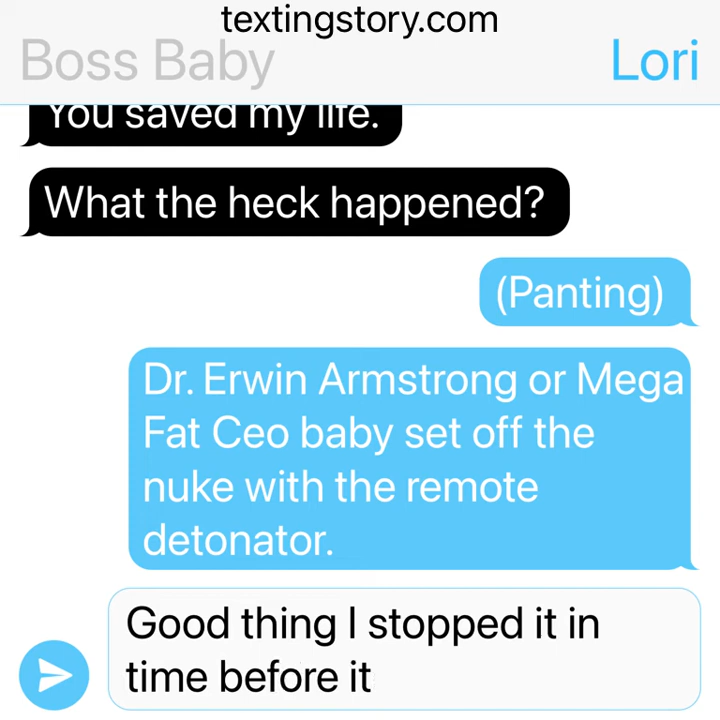 textingstory.com
Boss Baby
Lori
You saved my life.
What the heck happened?
(Panting)
Dr. Erwin Armstrong or Mega
Fat Ceo baby set off the
nuke with the remote
detonator.
Good thing I stopped it in
time before it